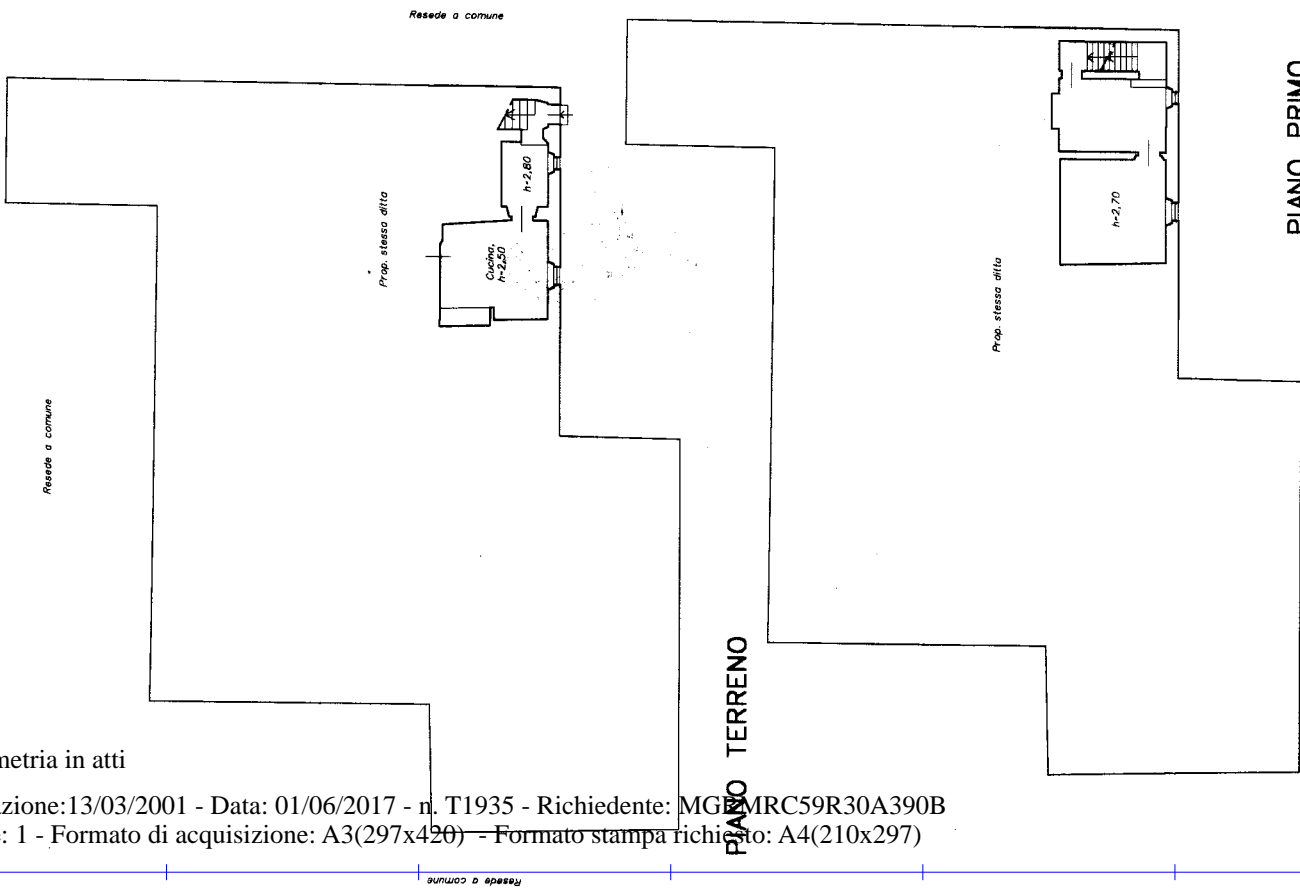 Resede a comune
Prop. stessa ditta
h=2,80
Cucina,
h=2,50
Resede a comune
PIANO TERRENO
Prop. stessa ditta
h=2,70
PIANO PRIMO
metria in atti
azione:13/03/2001 - Data: 01/06/2017 - n. T1935 - Richiedente: MGRMRC59R30A390B
: 1 - Formato di acquisizione: A3(297x420) - Formato stampa richiesto: A4(210x297)
Resede a comune